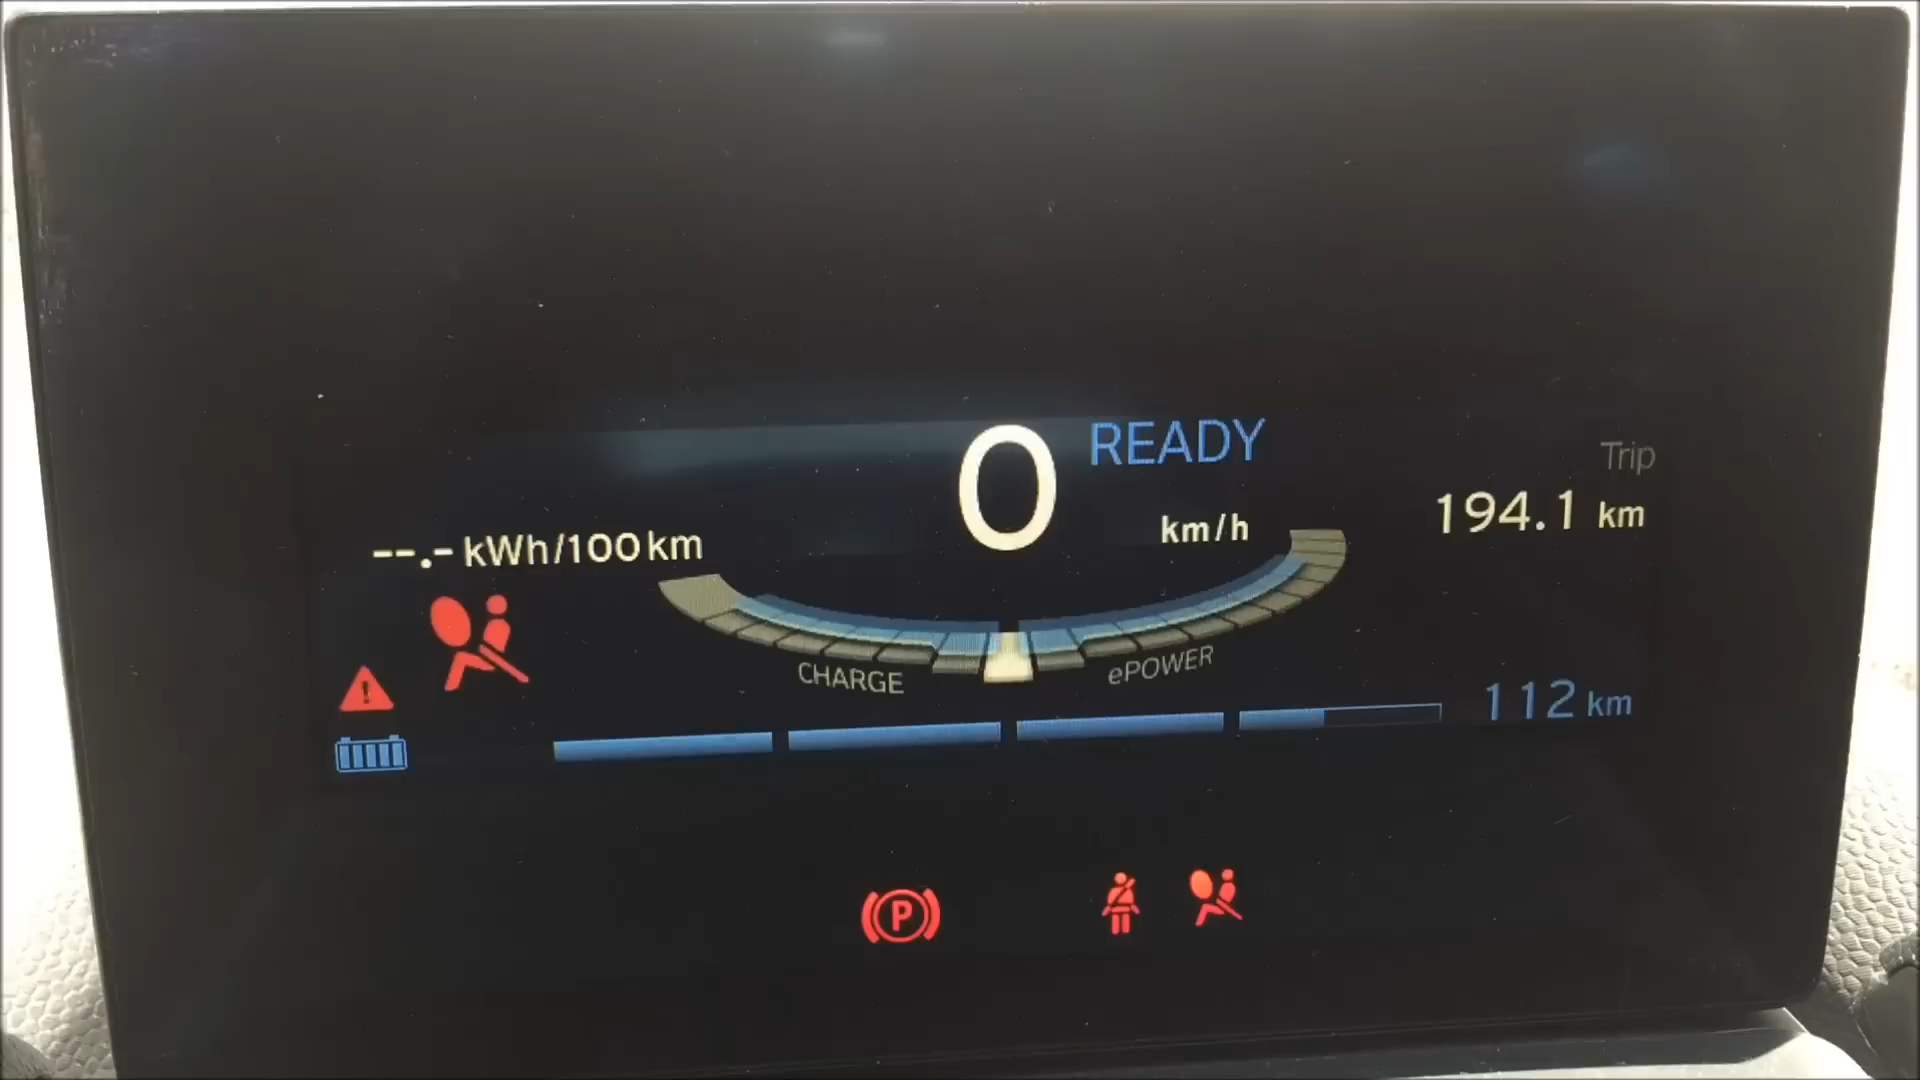 0 READY
km/h
Trip
194.1 km
--.- kWh/100km
CHARGE
ePOWER
112 km
P